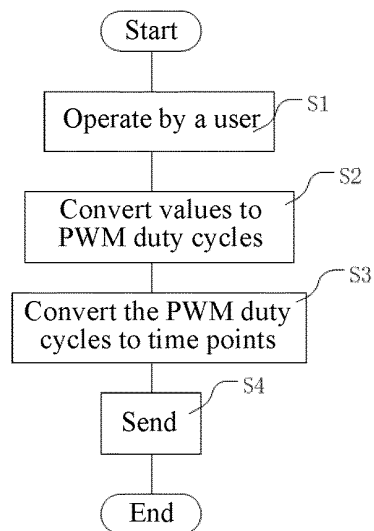 Start
Operate by a user
S1
Convert values to
PWM duty cycles
S2
Convert the PWM duty
cycles to time points
S3
Send
S4
End